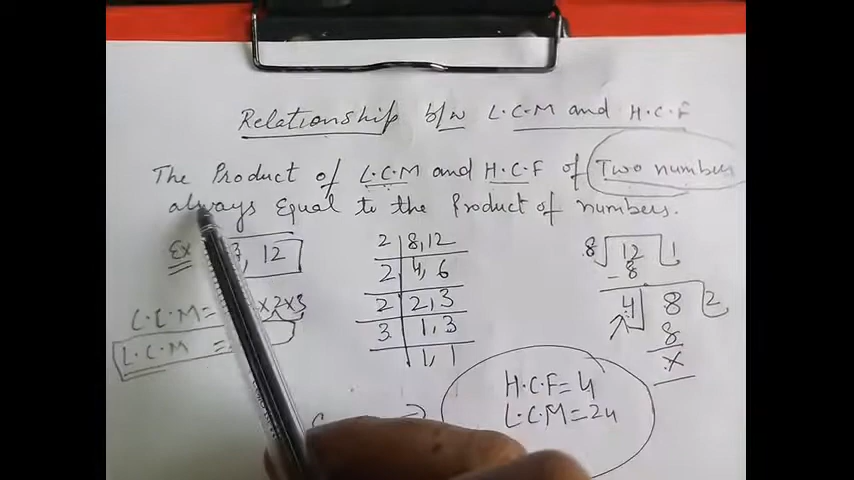 Relationship b/w L.C.M and H.C.F
The Product of L.C.M and H.C.F of Two numbers
always Equal to the Product of numbers.
Ex , 12
L.C.M= x2x3
L.C.M =
2 8,12
2 4,6
2 2,3
3 1,3
1,1
8 12 1
-8
4 8 2
8
x
H.C.F=4
L.C.M=24